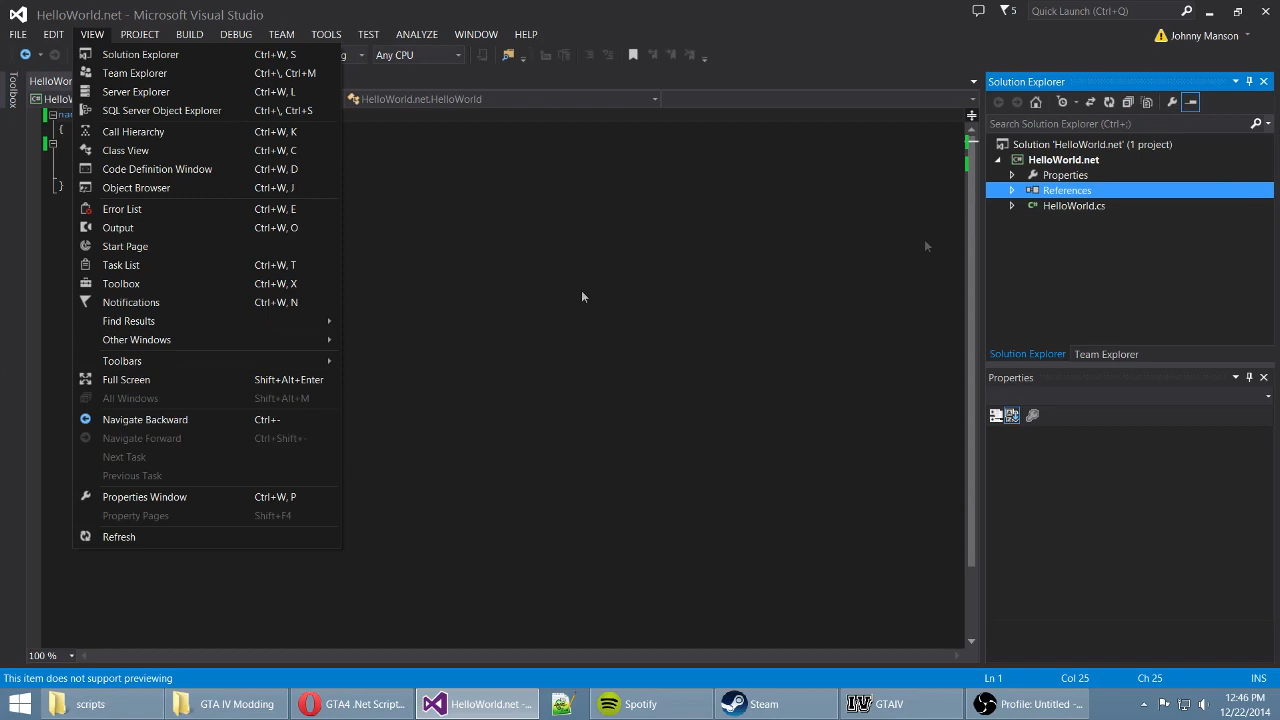 HelloWorld.net - Microsoft Visual Studio
5
Quick Launch (Ctrl+Q)
FILE EDIT VIEW PROJECT BUILD DEBUG TEAM TOOLS TEST ANALYZE WINDOW HELP
Johnny Manson
Any CPU
Toolbox
HelloWor
HelloW
HelloWorld.net.HelloWorld
nam
{
}
Solution Explorer Ctrl+W, S
Team Explorer Ctrl+\, Ctrl+M
Server Explorer Ctrl+W, L
SQL Server Object Explorer Ctrl+\, Ctrl+S
Call Hierarchy Ctrl+W, K
Class View Ctrl+W, C
Code Definition Window Ctrl+W, D
Object Browser Ctrl+W, J
Error List Ctrl+W, E
Output Ctrl+W, O
Start Page
Task List Ctrl+W, T
Toolbox Ctrl+W, X
Notifications Ctrl+W, N
Find Results
Other Windows
Toolbars
Full Screen Shift+Alt+Enter
All Windows Shift+Alt+M
Navigate Backward Ctrl+-
Navigate Forward Ctrl+Shift+-
Next Task
Previous Task
Properties Window Ctrl+W, P
Property Pages Shift+F4
Refresh
Solution Explorer
Search Solution Explorer (Ctrl+;)
Solution 'HelloWorld.net' (1 project)
C# HelloWorld.net
Properties
References
C# HelloWorld.cs
Solution Explorer Team Explorer
Properties
100 %
This item does not support previewing
Ln 1 Col 25 Ch 25 INS
scripts
GTA IV Modding
GTA4 .Net Script...
HelloWorld.net -...
Spotify
Steam
IV GTAIV
Profile: Untitled -...
12:46 PM
12/22/2014